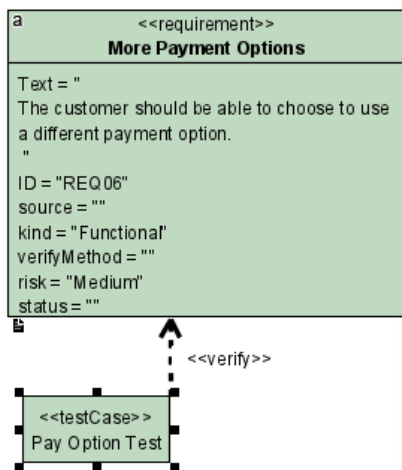 a
<<requirement>>
More Payment Options
Text = "
The customer should be able to choose to use
a different payment option.
"
ID = "REQ06"
source = ""
kind = "Functional"
verifyMethod = ""
risk = "Medium"
status = ""
<<verify>>
<<testCase>>
Pay Option Test